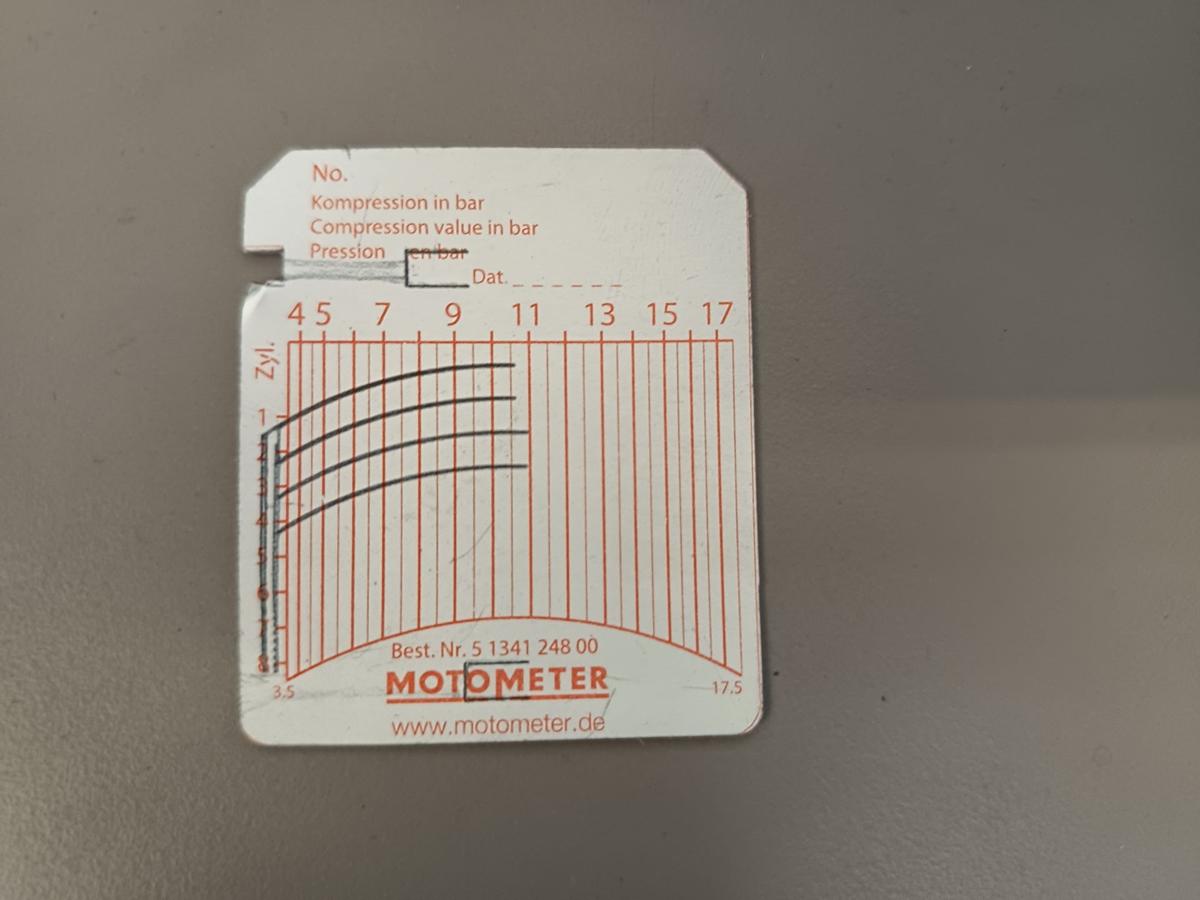 No.
Kompression in bar
Compression value in bar
Pression en bar
Dat. _ _ _ _ _ _
4 5 7 9 11 13 15 17
Zyl.
1
2
3
4
5
6
7
8
Best. Nr. 5 1341 248 00
MOTOMETER
3.5 17.5
www.motometer.de